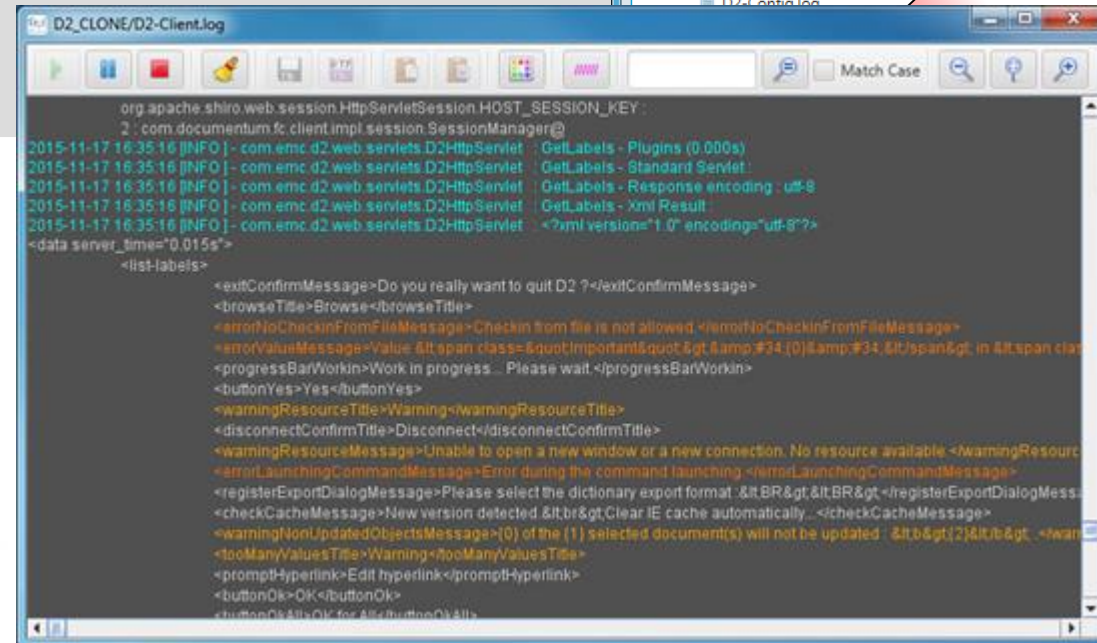 D2-Config.log
D2_CLONE/D2-Client.log
Match Case
org.apache.shiro.web.session.HttpServletSession.HOST_SESSION_KEY :
2 : com.documentum.fc.client.impl.session.SessionManager@
2015-11-17 16:35:16 [INFO ] - com.emc.d2.web.servlets.D2HttpServlet : GetLabels - Plugins (0.000s)
2015-11-17 16:35:16 [INFO ] - com.emc.d2.web.servlets.D2HttpServlet : GetLabels - Standard Servlet :
2015-11-17 16:35:16 [INFO ] - com.emc.d2.web.servlets.D2HttpServlet : GetLabels - Response encoding : utf-8
2015-11-17 16:35:16 [INFO ] - com.emc.d2.web.servlets.D2HttpServlet : GetLabels - Xml Result :
2015-11-17 16:35:16 [INFO ] - com.emc.d2.web.servlets.D2HttpServlet : <?xml version="1.0" encoding="utf-8"?>
<data server_time="0.015s">
<list-labels>
<exitConfirmMessage>Do you really want to quit D2 ?</exitConfirmMessage>
<browseTitle>Browse</browseTitle>
<errorNoCheckinFromFileMessage>Checkin from file is not allowed.</errorNoCheckinFromFileMessage>
<errorValueMessage>Value &lt;span class=&quot;important&quot;&gt;&amp;#34;{0}&amp;#34;&lt;/span&gt; in &lt;span clas
<progressBarWorkin>Work in progress... Please wait.</progressBarWorkin>
<buttonYes>Yes</buttonYes>
<warningResourceTitle>Warning</warningResourceTitle>
<disconnectConfirmTitle>Disconnect</disconnectConfirmTitle>
<warningResourceMessage>Unable to open a new window or a new connection. No resource available.</warningResourc
<errorLaunchingCommandMessage>Error during the command launching.</errorLaunchingCommandMessage>
<registerExportDialogMessage>Please select the dictionary export format :&lt;BR&gt;&lt;BR&gt;</registerExportDialogMess
<checkCacheMessage>New version detected.&lt;br&gt;Clear IE cache automatically...</checkCacheMessage>
<warningNonUpdatedObjectsMessage>{0} of the {1} selected document(s) will not be updated : &lt;b&gt;{2}&lt;/b&gt; .</warn
<tooManyValuesTitle>Warning</tooManyValuesTitle>
<promptHyperlink>Edit hyperlink</promptHyperlink>
<buttonOk>OK</buttonOk>
<buttonOkAll>OK for All</buttonOkAll>